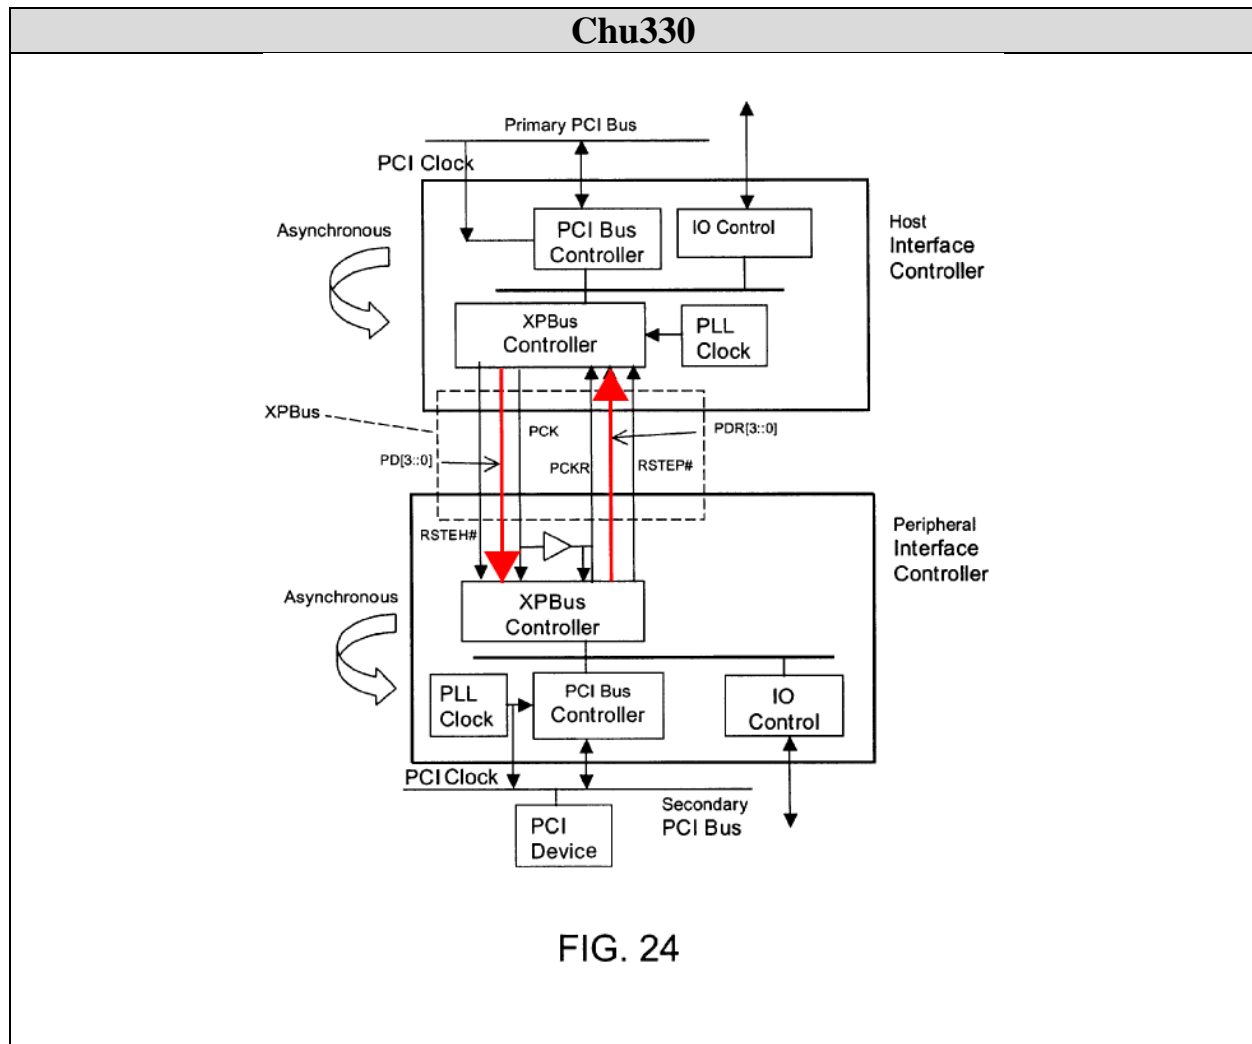 Chu330
Primary PCI Bus
PCI Clock
Asynchronous
PCI Bus
Controller
IO Control
Host
Interface
Controller
XPBus
Controller
PLL
Clock
XPBus
PCK
PDR[3::0]
PD[3::0]
PCKR
RSTEP#
RSTEH#
Peripheral
Interface
Controller
Asynchronous
XPBus
Controller
PLL
Clock
PCI Bus
Controller
IO
Control
PCI Clock
Secondary
PCI Bus
PCI
Device
FIG. 24